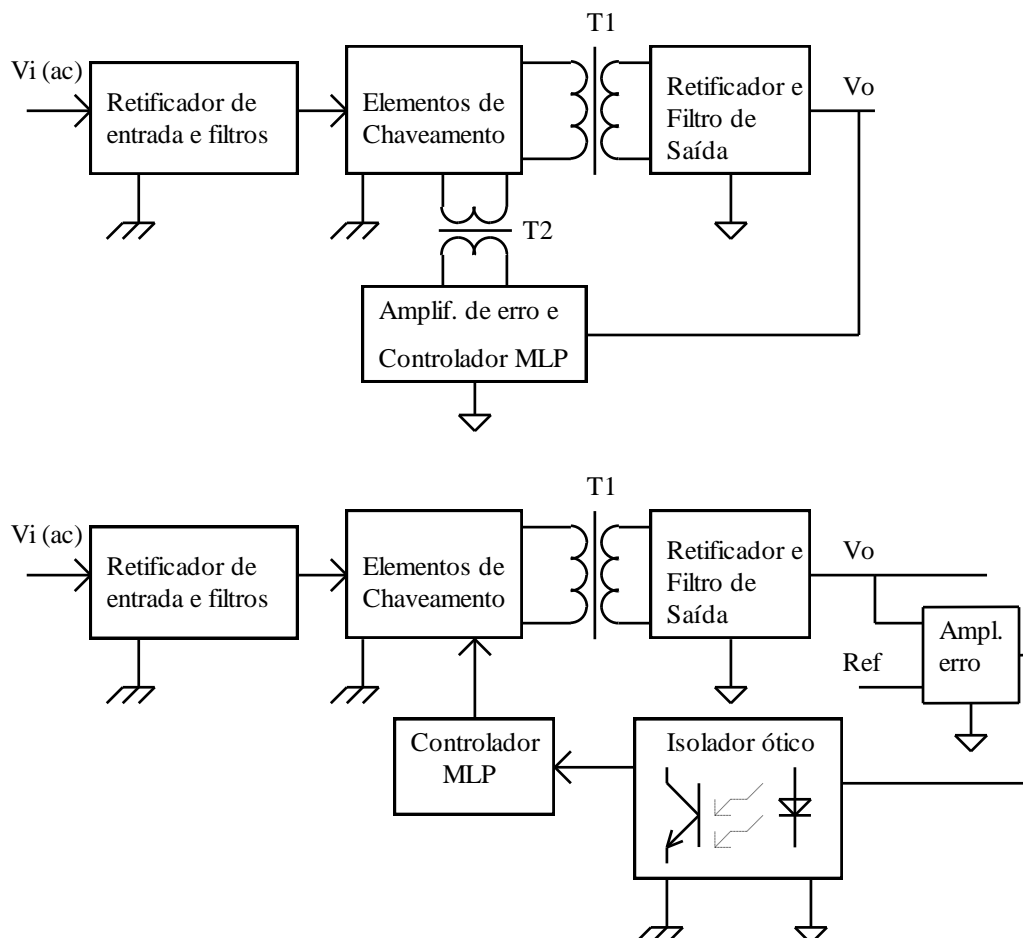 T1
Vi (ac)
Retificador de
entrada e filtros
Elementos de
Chaveamento
Retificador e
Filtro de
Saída
Vo
T2
Amplif. de erro e
Controlador MLP
T1
Vi (ac)
Retificador de
entrada e filtros
Elementos de
Chaveamento
Retificador e
Filtro de
Saída
Vo
Ampl.
erro
Ref
Controlador
MLP
Isolador ótico